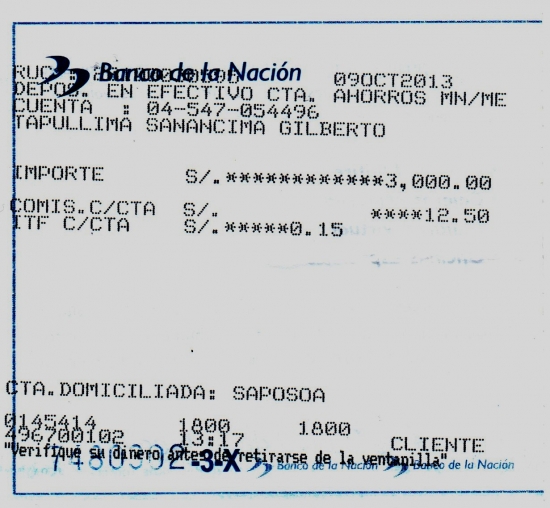 Banco de la Nación
RUC :
09OCT2013
DEPOS. EN EFECTIVO CTA. AHORROS MN/ME
CUENTA : 04-547-054496
TAPULLIMA SANANCIMA GILBERTO
IMPORTE S/.************3,000.00
COMIS.C/CTA S/. ****12.50
ITF C/CTA S/.*****0.15
CTA.DOMICILIADA: SAPOSOA
0145414 1800 1800
496700102 13:17 CLIENTE
"Verifique su dinero antes de retirarse de la ventanilla"
7480392-3-X Banco de la Nación Banco de la Nación